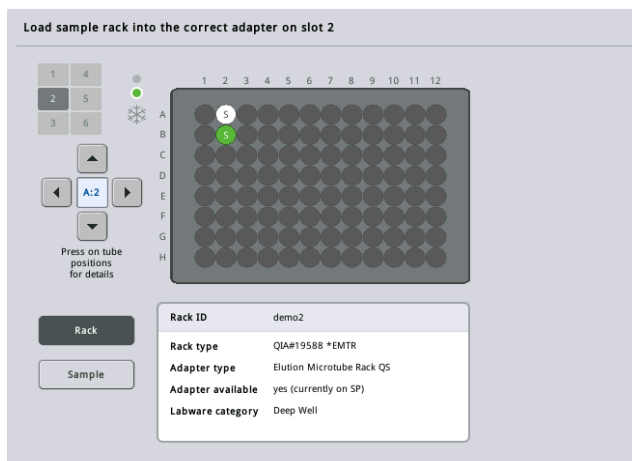 Load sample rack into the correct adapter on slot 2
1 4
2 5
3 6
1 2 3 4 5 6 7 8 9 10 11 12
A S
B S
C
D
A:2
E
F
G
H
Press on tube
positions
for details
Rack
Sample
Rack ID demo2
Rack type QIA#19588 *EMTR
Adapter type Elution Microtube Rack QS
Adapter available yes (currently on SP)
Labware category Deep Well